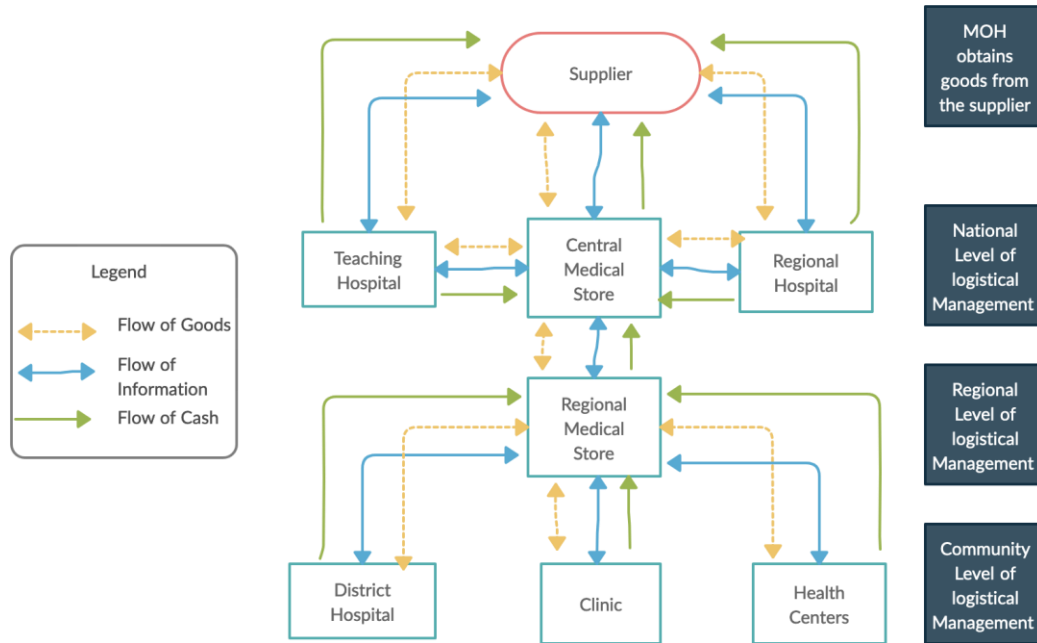 MOH
obtains
goods from
the supplier
Supplier
Teaching
Hospital
Central
Medical
Store
Regional
Hospital
National
Level of
logistical
Management
Legend
Flow of Goods
Flow of
Information
Flow of Cash
Regional
Medical
Store
Regional
Level of
logistical
Management
District
Hospital
Clinic
Health
Centers
Community
Level of
logistical
Management